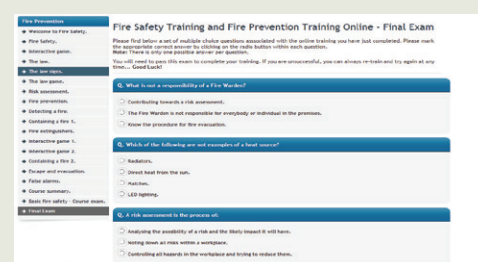 Fire Prevention
Welcome to Fire Safety.
Fire Safety.
Interactive game.
The law.
The law signs.
The law game.
Risk assessment.
Fire prevention.
Detecting a fire.
Containing a fire 1.
Fire extinguishers.
Interactive game 1.
Interactive game 2.
Containing a fire 2.
Escape and evacuation.
False alarms.
Course summary.
Basic fire safety - Course exam.
Final Exam
Fire Safety Training and Fire Prevention Training Online - Final Exam
Please find below a set of multiple choice questions associated with the online training you have just completed. Please mark
the appropriate correct answer by clicking on the radio button within each question.
Note: There is only one positive answer per question.
You will need to pass this exam to complete your training. If you are unsuccessful, you can always re-train and try again at any
time... Good Luck!
Q. What is not a responsibility of a Fire Warden?
Contributing towards a risk assessment.
The Fire Warden is not responsible for everybody or individual in the premises.
Know the procedure for fire evacuation.
Q. Which of the following are not examples of a heat source?
Radiators.
Direct heat from the sun.
Matches.
LED lighting.
Q. A risk assessment is the process of:
Analysing the possibility of a risk and the likely impact it will have.
Noting down all risks within a workplace.
Controlling all hazards in the workplace and trying to reduce them.